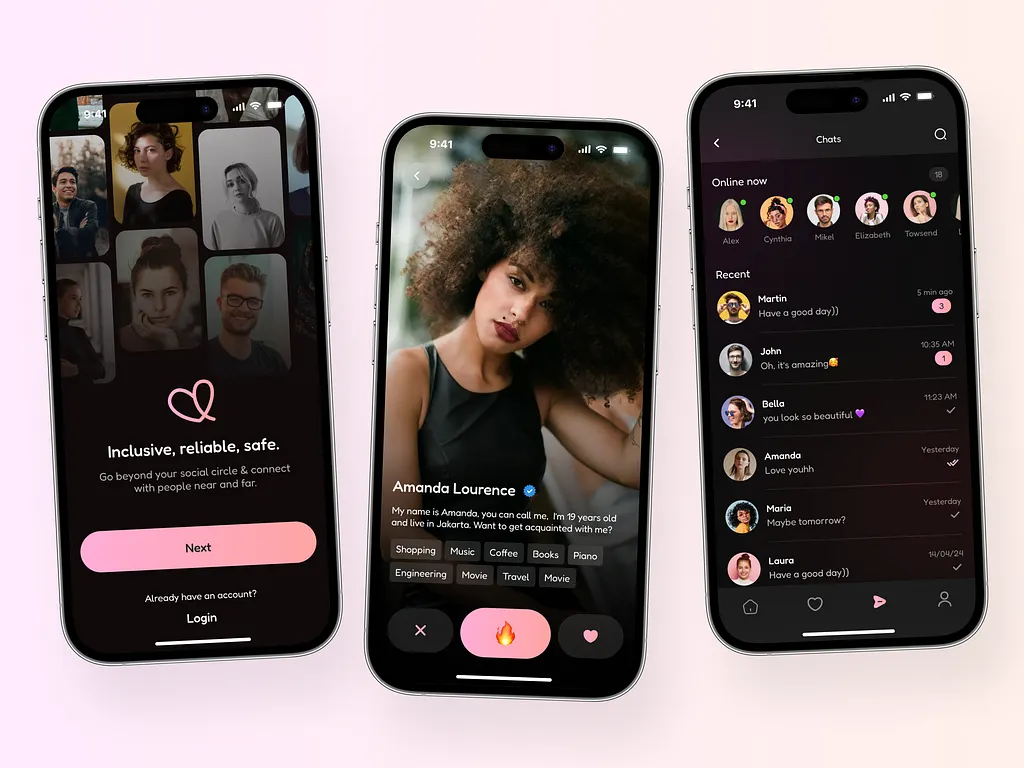 9:41
Inclusive, reliable, safe.
Go beyond your social circle & connect
with people near and far.
Next
Already have an account?
Login
9:41
Amanda Lourence
My name is Amanda, you can call me, I'm 19 years old
and live in Jakarta. Want to get acquainted with me?
Shopping Music Coffee Books Piano
Engineering Movie Travel Movie
9:41
Chats
Online now 18
Alex Cynthia Mikel Elizabeth Towsend L
Recent
Martin 5 min ago
Have a good day)) 3
John 10:35 AM
Oh, it's amazing🥰 1
Bella 11:23 AM
you look so beautiful 💜
Amanda Yesterday
Love youhh
Maria Yesterday
Maybe tomorrow?
Laura 14/04/24
Have a good day))